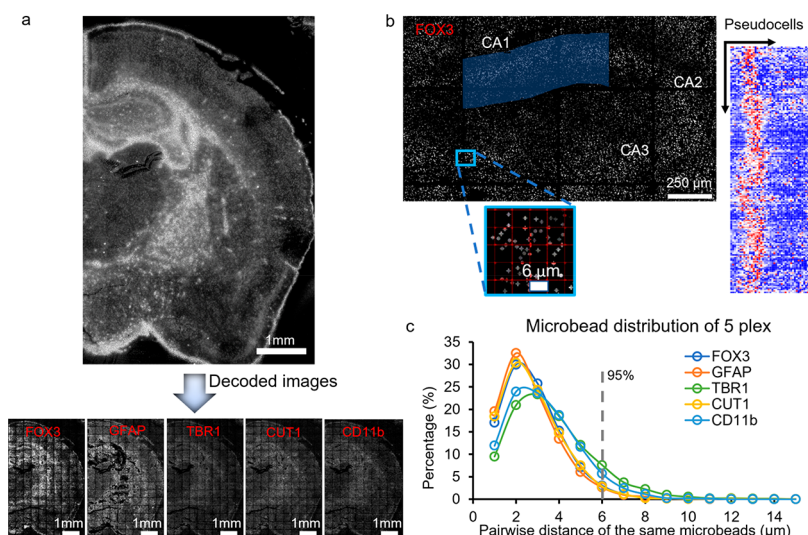 a
1mm
Decoded images
FOX3 GFAP TBR1 CUT1 CD11b
1mm 1mm 1mm 1mm 1mm
b
FOX3
CA1
CA2
CA3
250 μm
6 μm
Pseudocells
c
Microbead distribution of 5 plex
Percentage (%)
35
30
25
20
15
10
5
0
95%
FOX3
GFAP
TBR1
CUT1
CD11b
0 2 4 6 8 10 12 14
Pairwise distance of the same microbeads (μm)